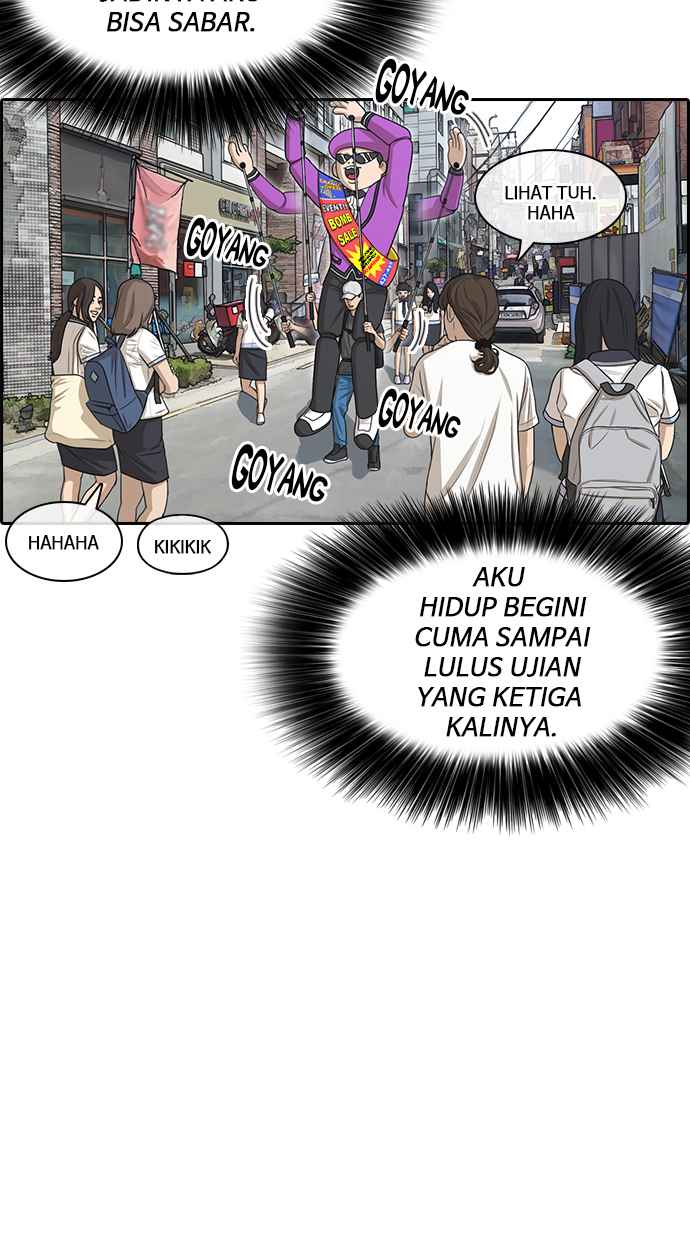 BISA SABAR.
GOYANG
LIHAT TUH.
HAHA
GOYANG
EVENT
BOMB
SALE
GOYANG
GOYANG
HAHAHA
KIKIKIK
AKU
HIDUP BEGINI
CUMA SAMPAI
LULUS UJIAN
YANG KETIGA
KALINYA.